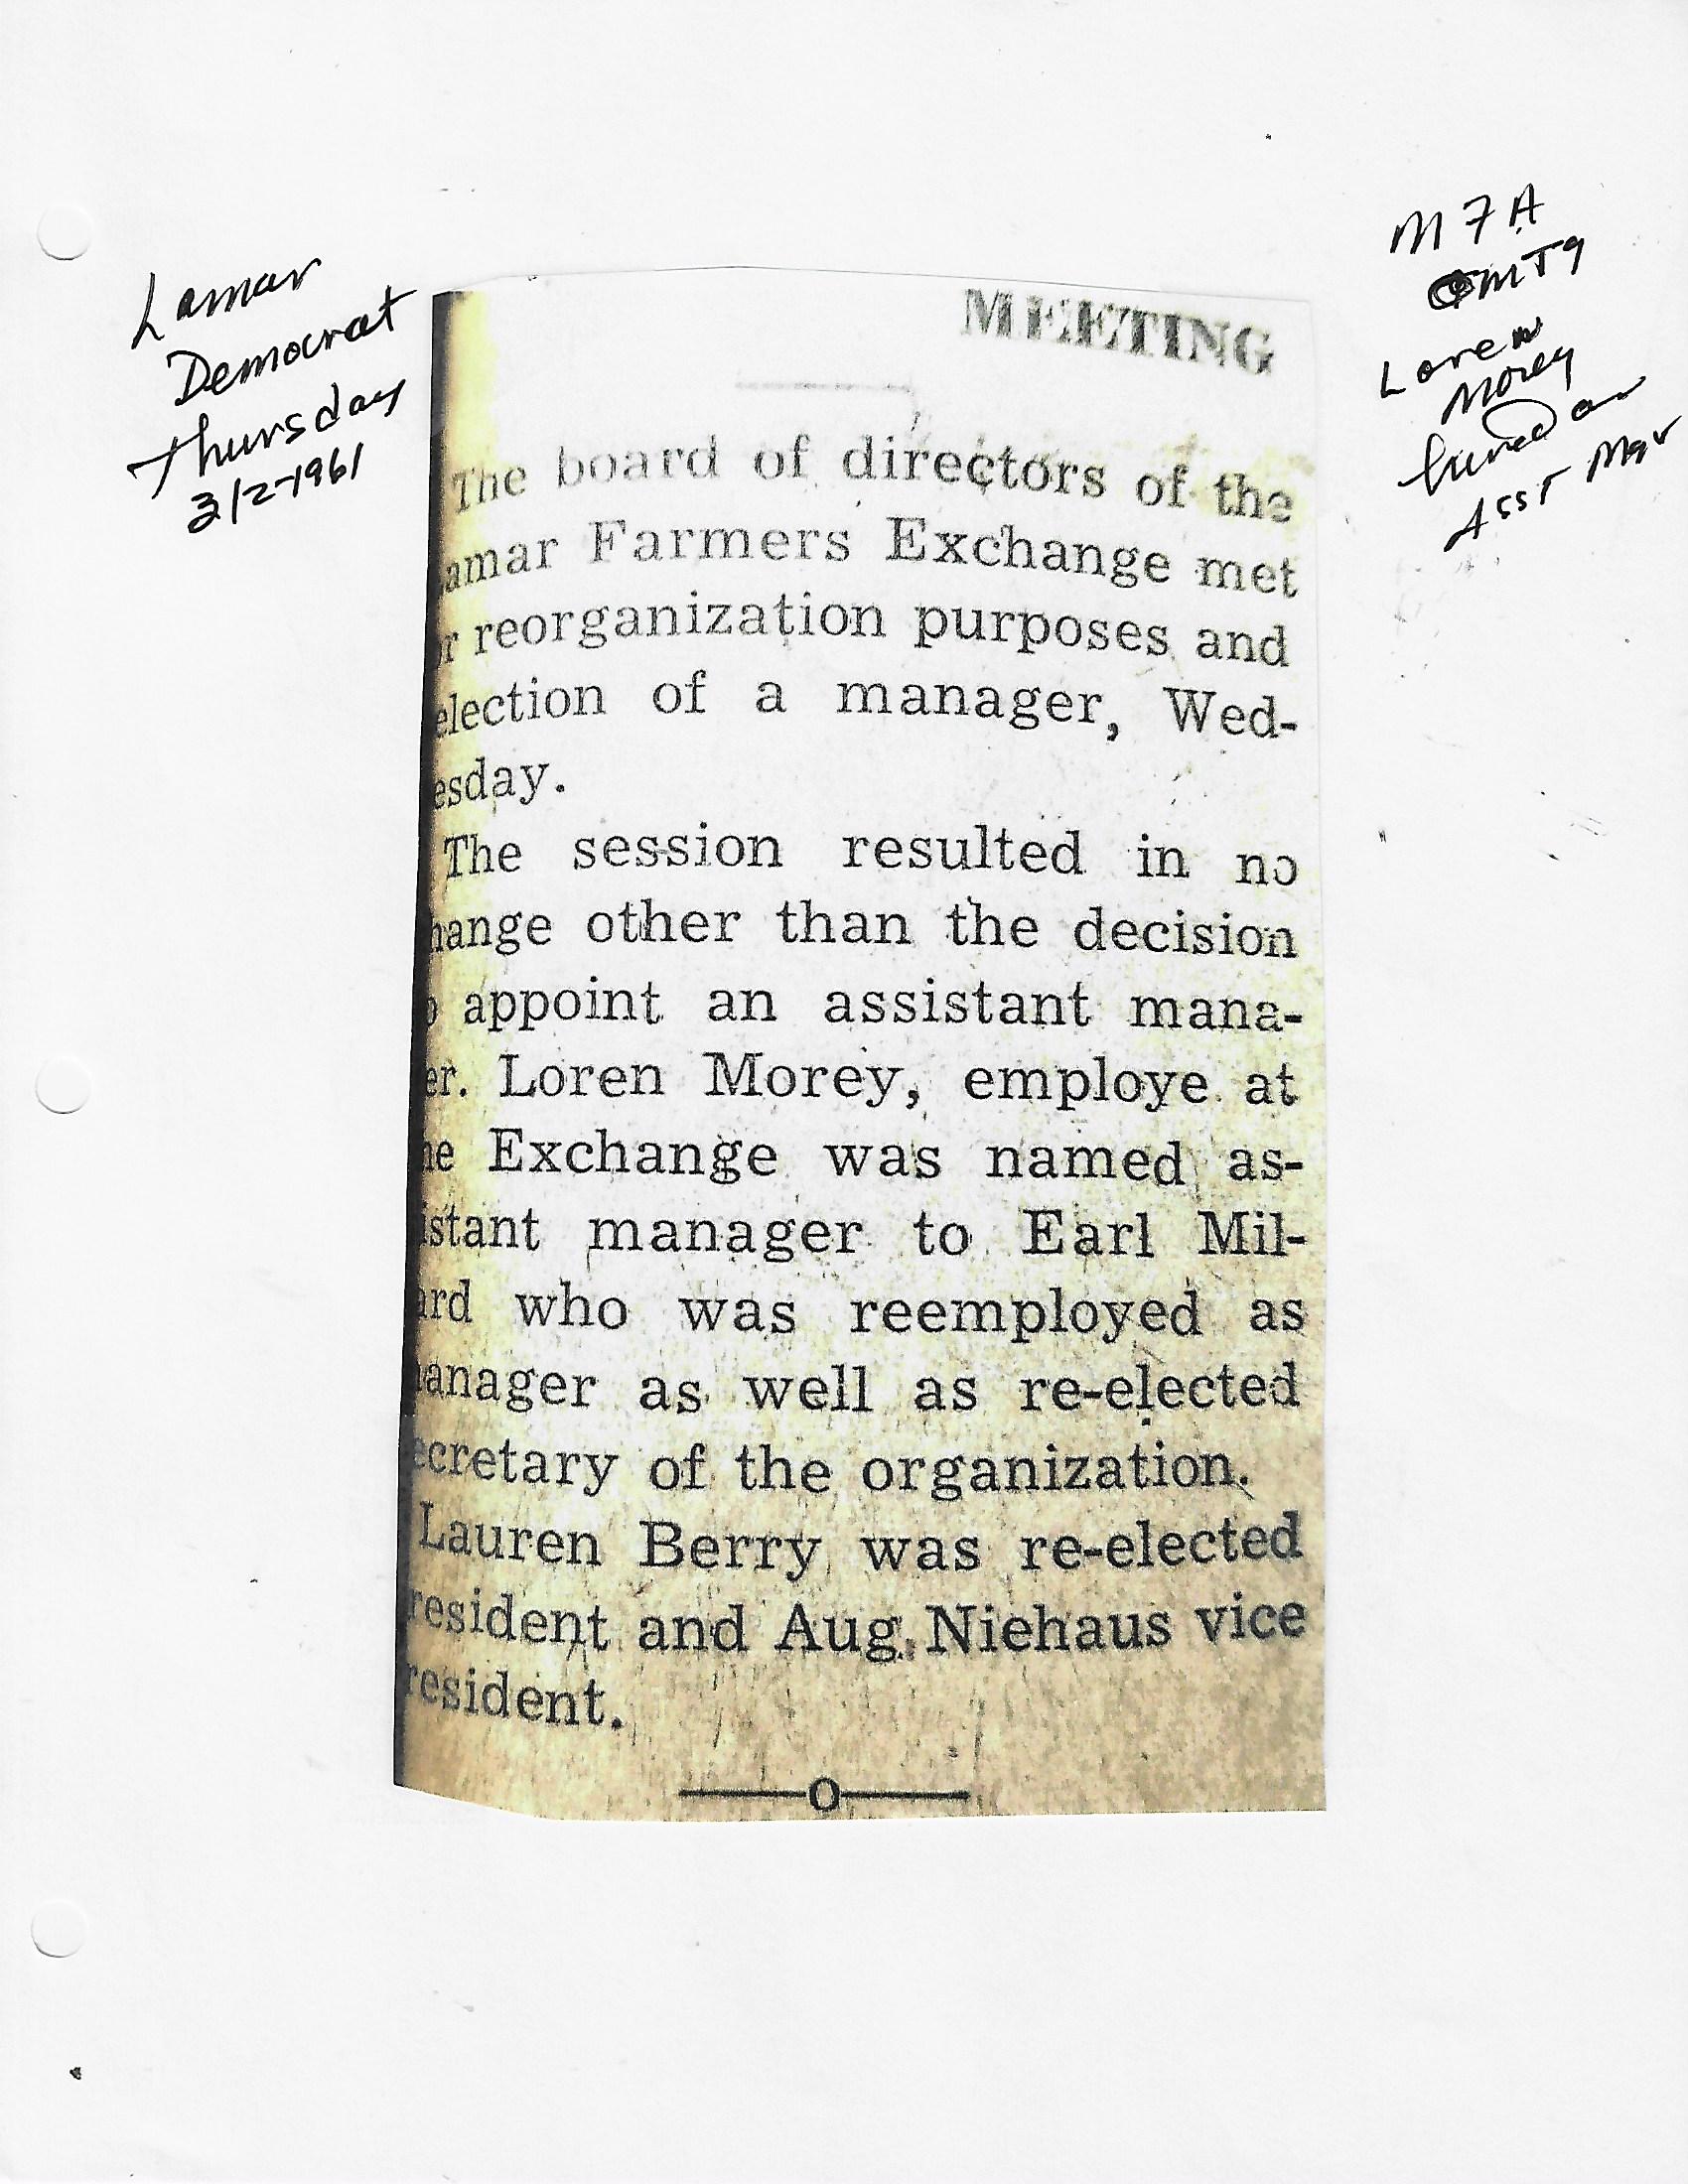 Lamar
Democrat
Thursday
3/2-1961
M F A
MTg
Loren
Morey
hired as
Asst Mgr
MEETING
The board of directors of the
amar Farmers Exchange met
r reorganization purposes and
election of a manager, Wed-
esday.
The session resulted in no
hange other than the decision
o appoint an assistant mana-
er. Loren Morey, employe at
he Exchange was named as-
istant manager to Earl Mil-
ard who was reemployed as
anager as well as re-elected
ecretary of the organization.
Lauren Berry was re-elected
resident and Aug. Niehaus vice
resident.